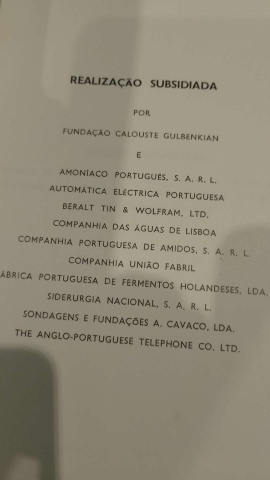 REALIZAÇÃO SUBSIDIADA
POR
FUNDAÇÃO CALOUSTE GULBENKIAN
E
AMONÍACO PORTUGUÊS, S. A. R. L.
AUTOMÁTICA ELÉCTRICA PORTUGUESA
BERALT TIN & WOLFRAM, LTD.
COMPANHIA DAS ÁGUAS DE LISBOA
COMPANHIA PORTUGUESA DE AMIDOS, S. A. R. L.
COMPANHIA UNIÃO FABRIL
ÁBRICA PORTUGUESA DE FERMENTOS HOLANDESES, LDA.
SIDERURGIA NACIONAL, S. A. R. L.
SONDAGENS E FUNDAÇÕES A. CAVACO, LDA.
THE ANGLO-PORTUGUESE TELEPHONE CO. LTD.